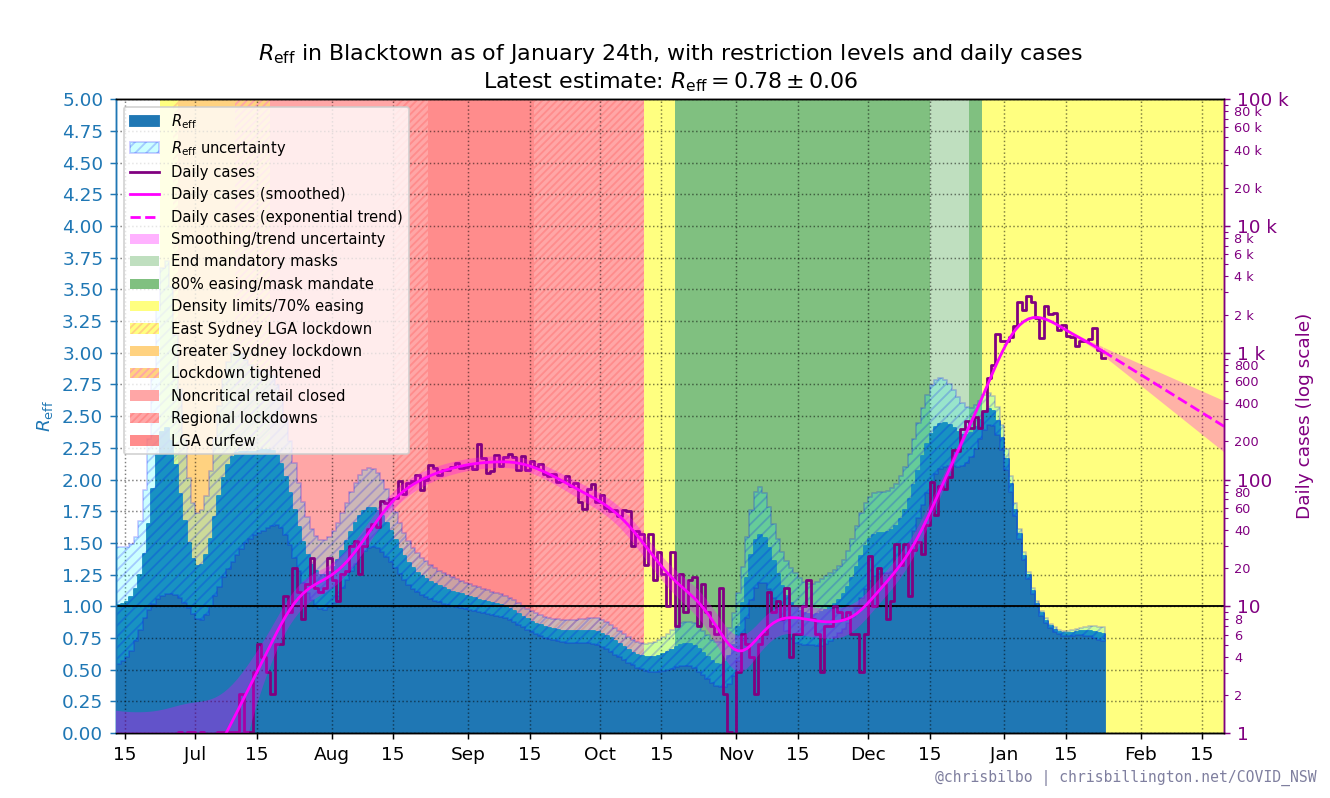 Reff in Blacktown as of January 24th, with restriction levels and daily cases
Latest estimate: Reff = 0.78 ± 0.06
5.00
4.75
4.50
4.25
4.00
3.75
3.50
3.25
3.00
2.75
2.50
2.25
2.00
1.75
1.50
1.25
1.00
0.75
0.50
0.25
0.00
Reff
Reff
Reff uncertainty
Daily cases
Daily cases (smoothed)
Daily cases (exponential trend)
Smoothing/trend uncertainty
End mandatory masks
80% easing/mask mandate
Density limits/70% easing
East Sydney LGA lockdown
Greater Sydney lockdown
Lockdown tightened
Noncritical retail closed
Regional lockdowns
LGA curfew
100 k
80 k
60 k
40 k
20 k
10 k
8 k
6 k
4 k
2 k
1 k
800
600
400
200
100
80
60
40
20
10
8
6
4
2
1
Daily cases (log scale)
15 Jul 15 Aug 15 Sep 15 Oct 15 Nov 15 Dec 15 Jan 15 Feb 15
@chrisbilbo | chrisbillington.net/COVID_NSW